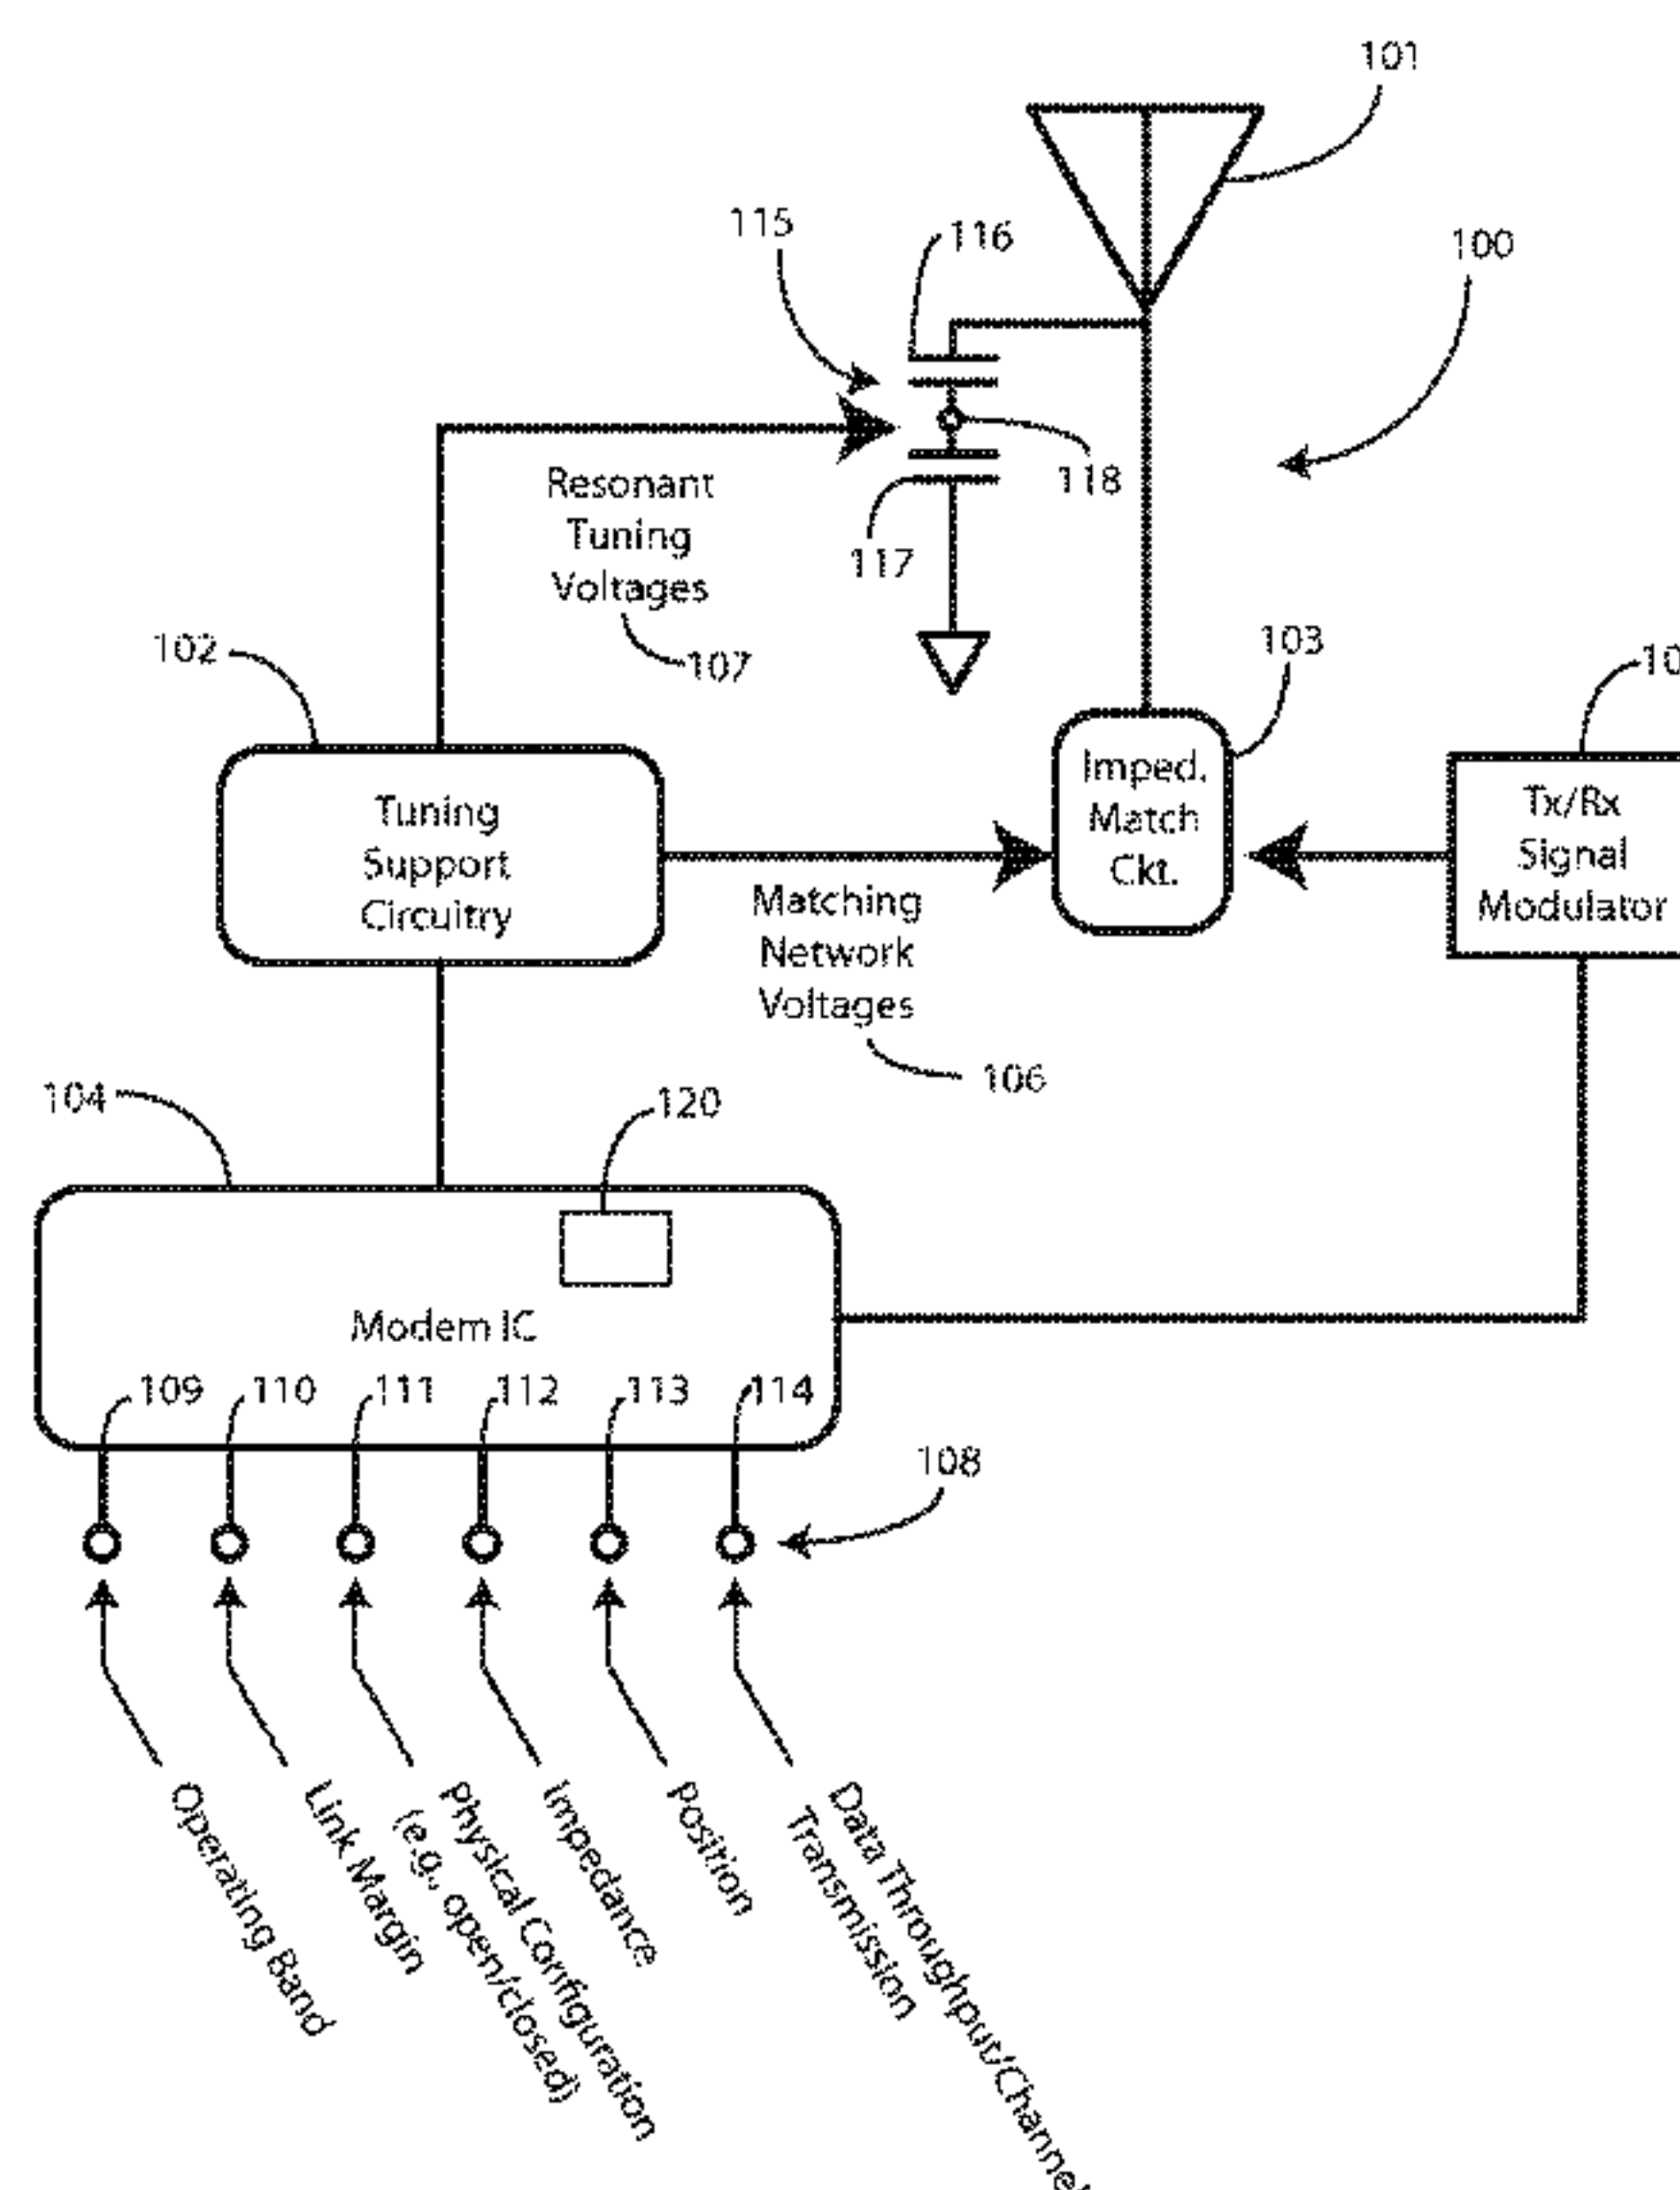 101
115
116
100
118
Resonant
Tuning
Voltages
117
107
102
103
10
Tuning
Support
Circuitry
Imped.
Match
Ckt.
Tx/Rx
Signal
Modulator
Matching
Network
Voltages
106
104
120
Modem IC
109
110
111
112
113
114
108
Operating Band
Link Margin
Physical Configuration
(e.g., open/closed)
Impedance
Position
Data Throughput/Channel
Transmission